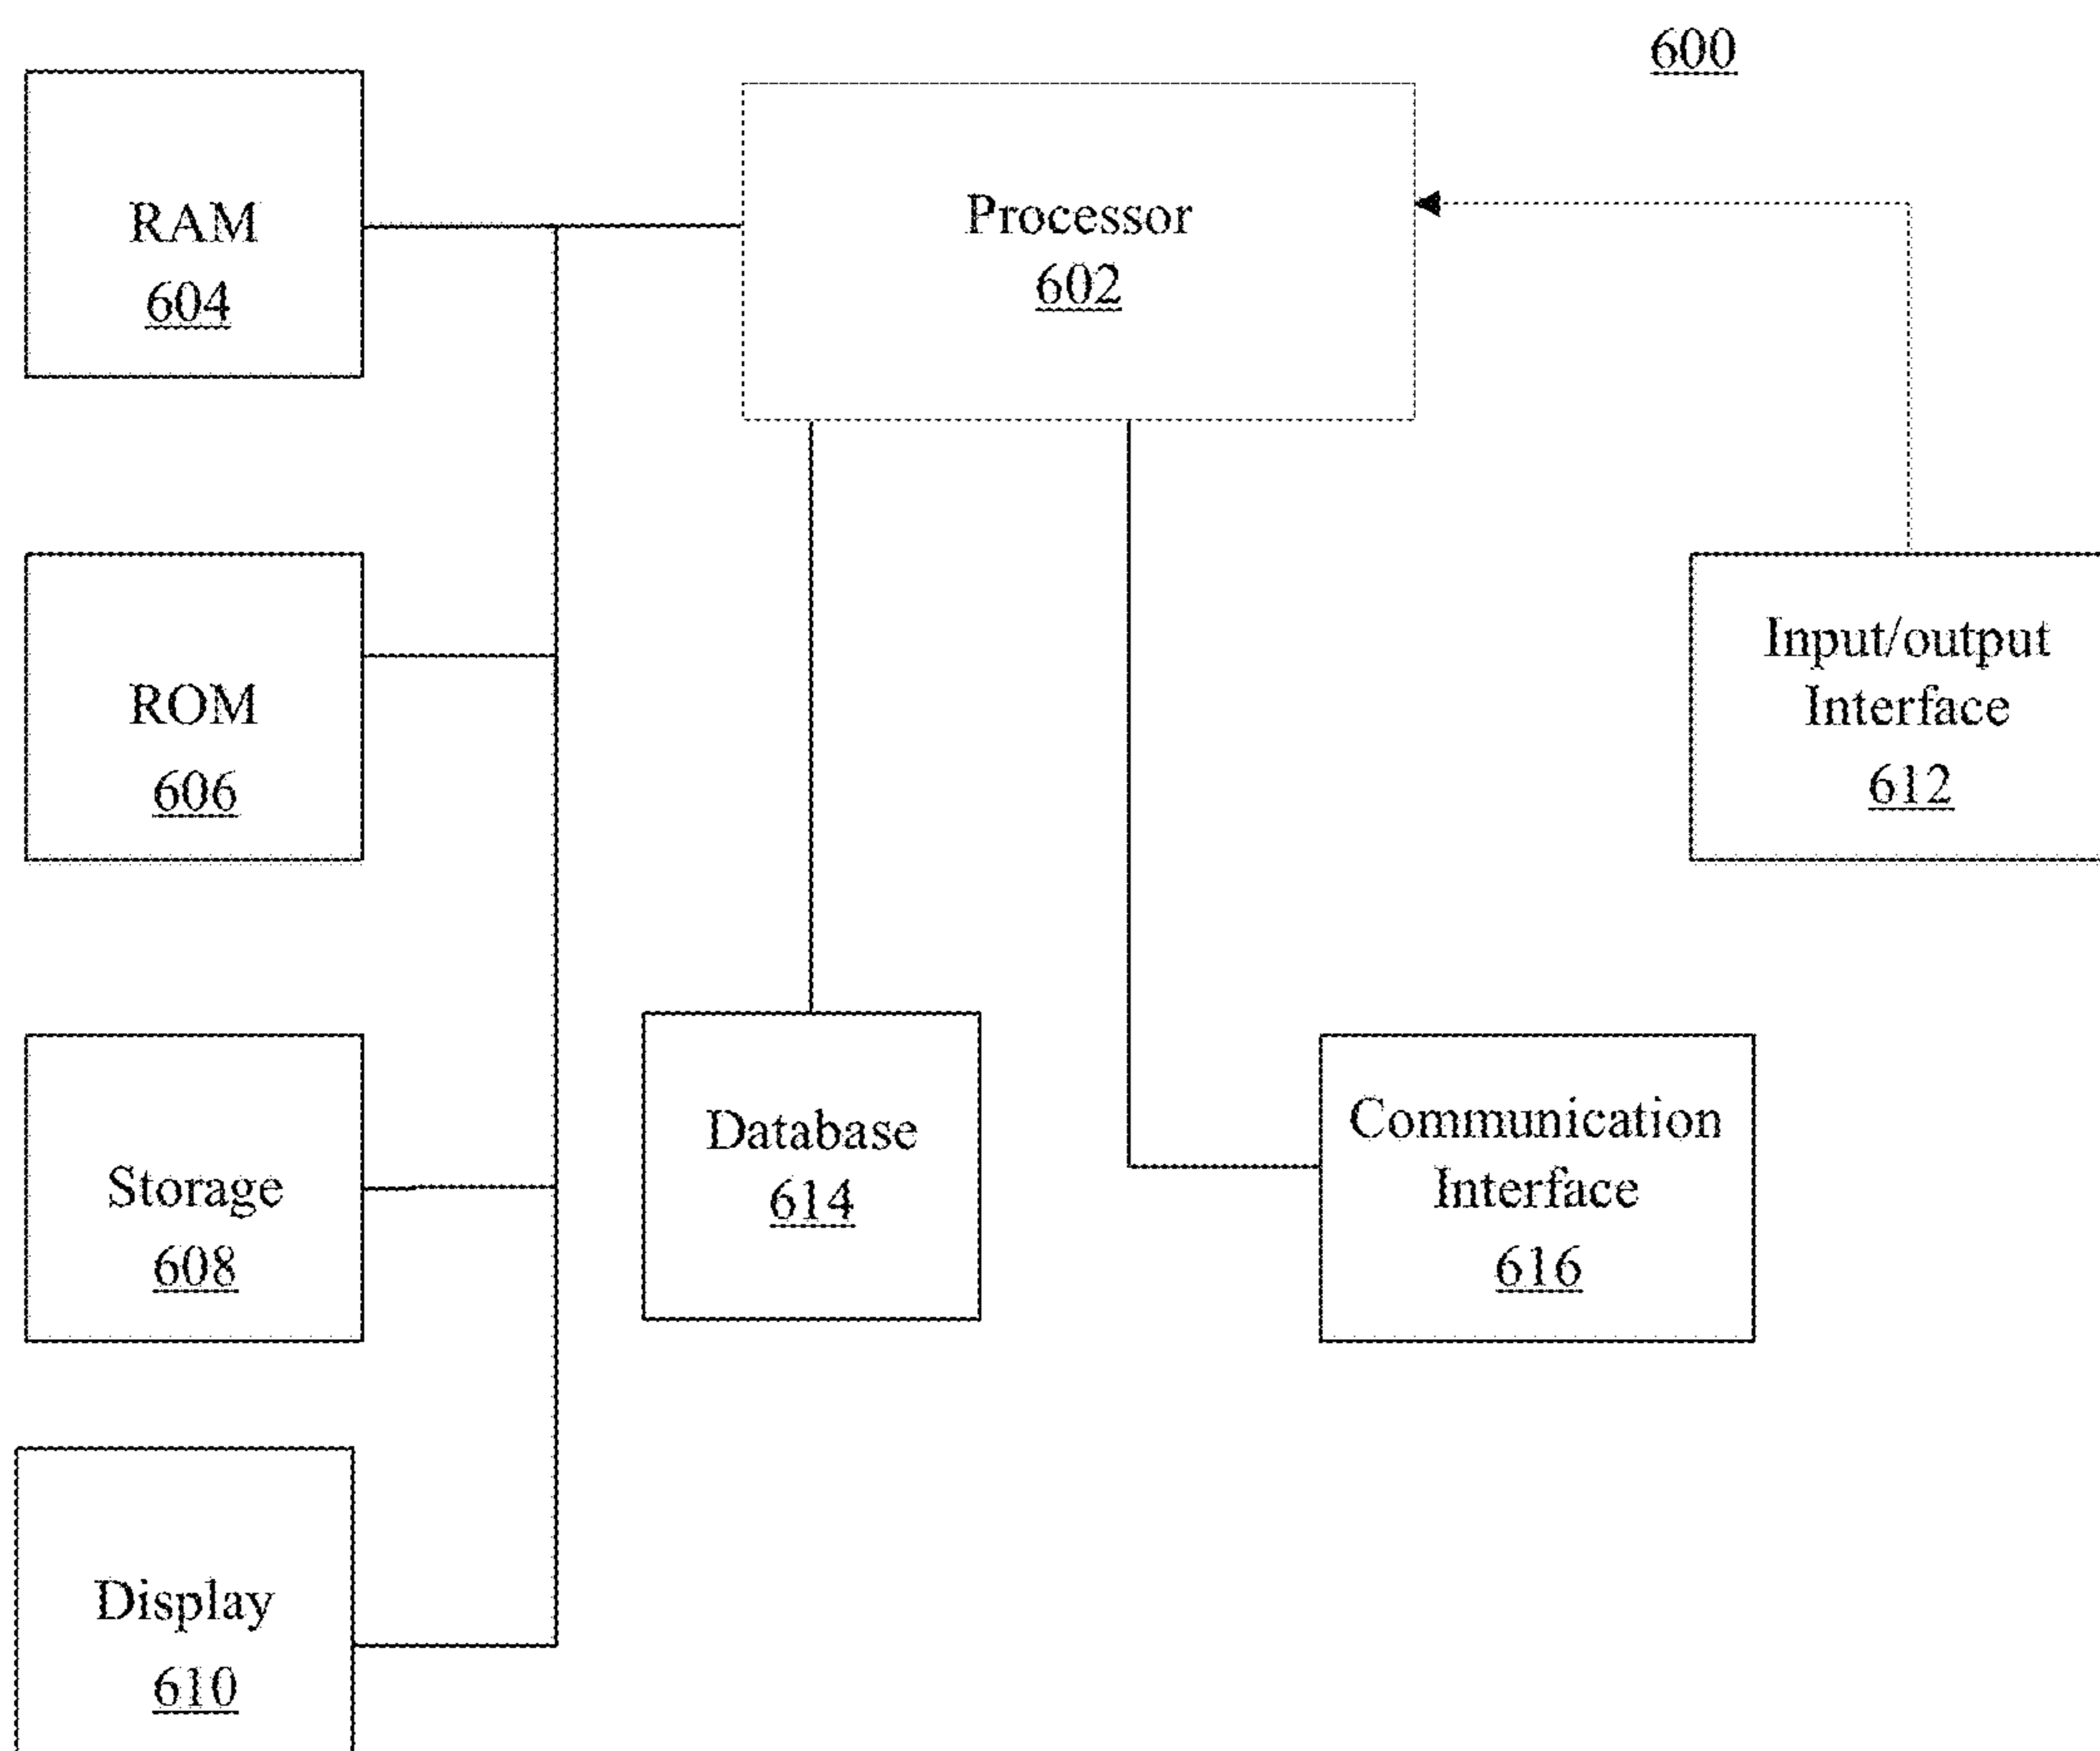 600
RAM
604
Processor
602
ROM
606
Input/output
Interface
612
Storage
608
Database
614
Communication
Interface
616
Display
610